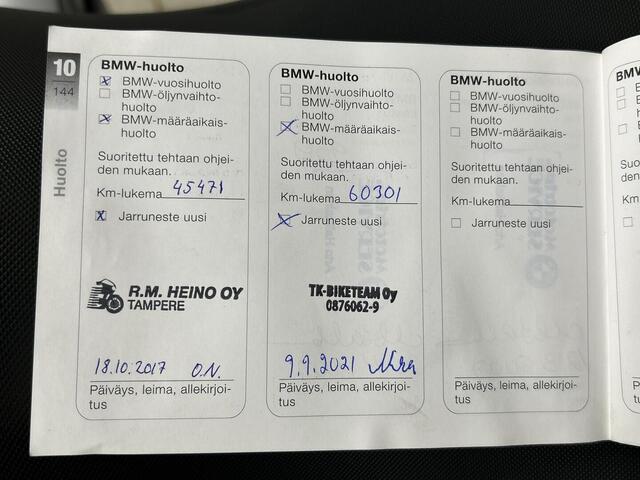 10
144
Huolto
BMW-huolto
BMW-vuosihuolto
BMW-öljynvaihto-
huolto
BMW-määräaikais-
huolto
Suoritettu tehtaan ohjei-
den mukaan.
Km-lukema 45471
Jarruneste uusi
R.M. HEINO OY
TAMPERE
18.10.2017 O.N.
Päiväys, leima, allekirjoi-
tus
BMW-huolto
BMW-vuosihuolto
BMW-öljynvaihto-
huolto
BMW-määräaikais-
huolto
Suoritettu tehtaan ohjei-
den mukaan.
Km-lukema 60301
Jarruneste uusi
TK-BIKETEAM Oy
0876062-9
9.9.2021
Päiväys, leima, allekirjoi-
tus
BMW-huolto
BMW-vuosihuolto
BMW-öljynvaihto-
huolto
BMW-määräaikais-
huolto
Suoritettu tehtaan ohjei-
den mukaan.
Km-lukema
Jarruneste uusi
Päiväys, leima, allekirjoi-
tus